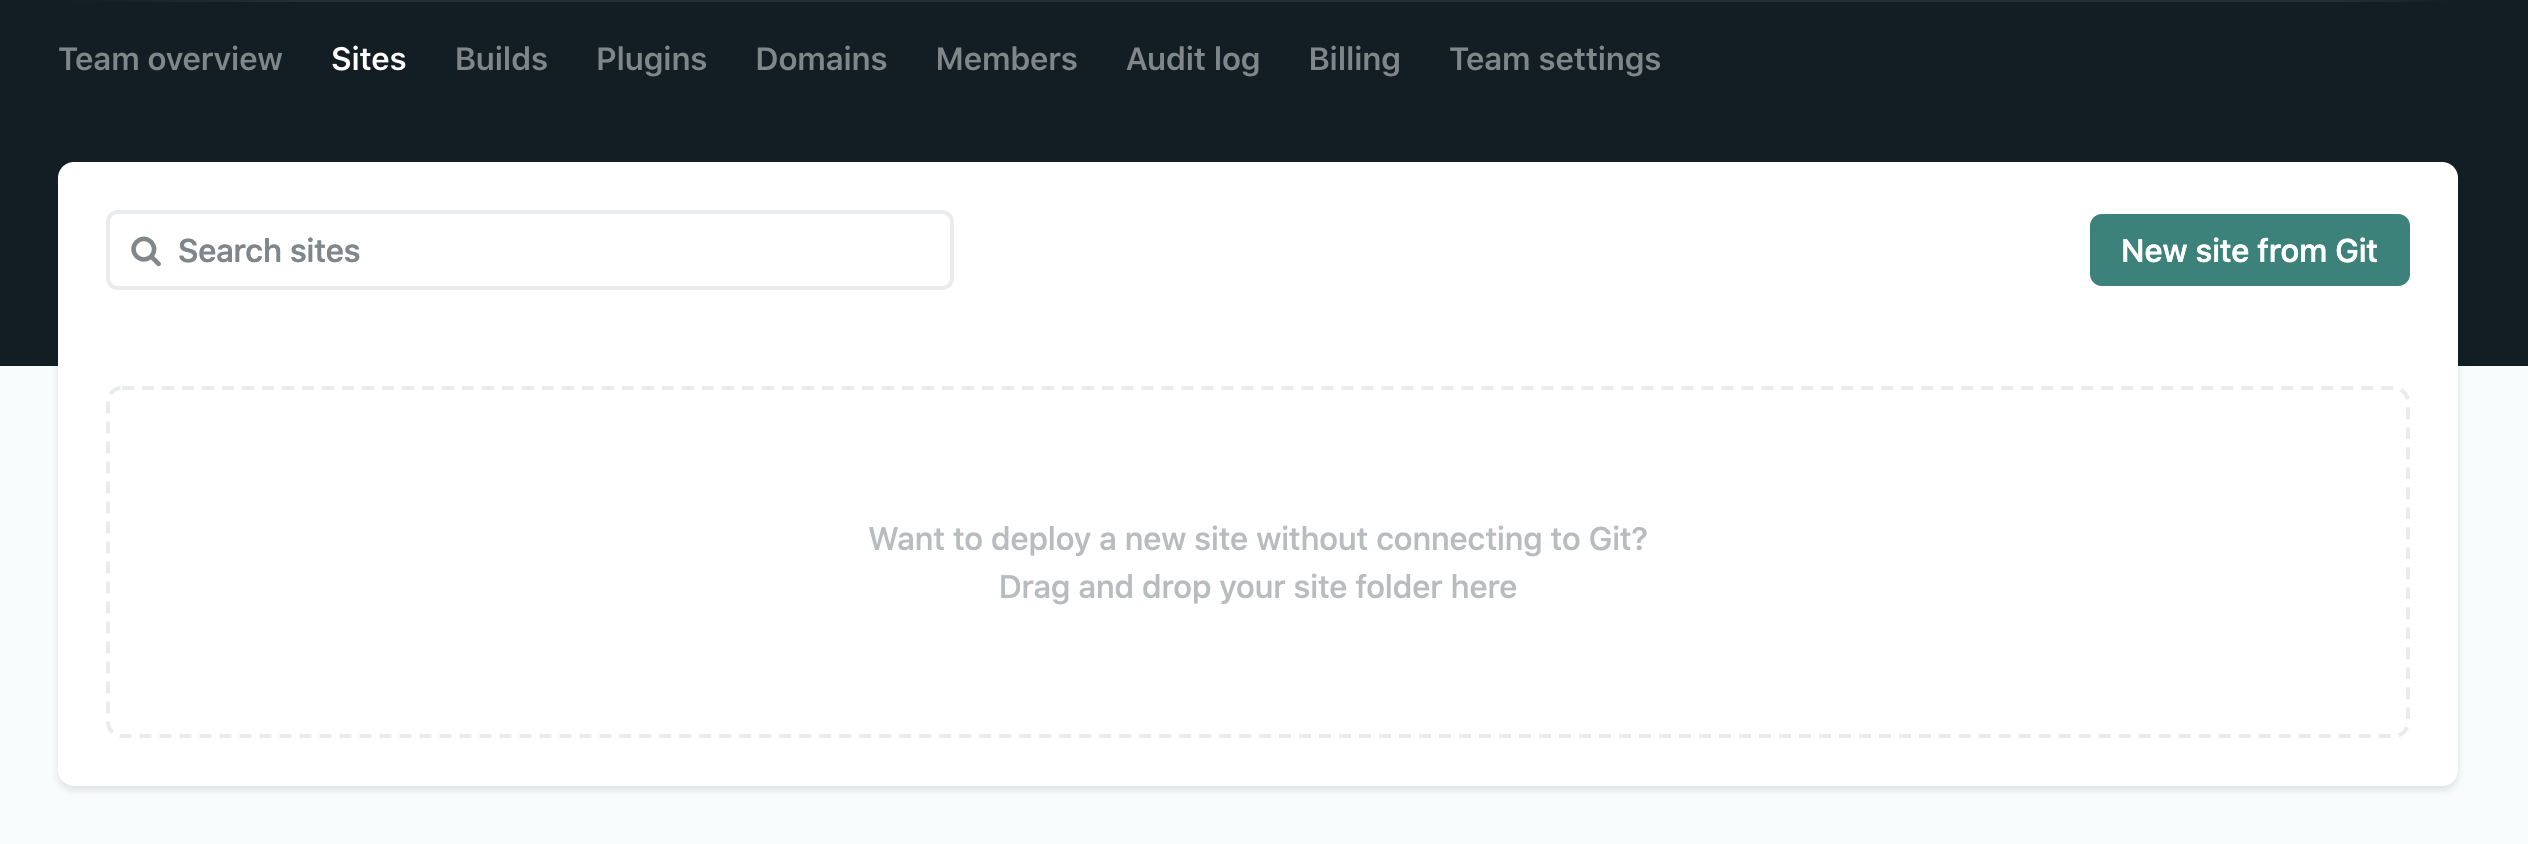 Team overview Sites Builds Plugins Domains Members Audit log Billing Team settings
Search sites New site from Git
Want to deploy a new site without connecting to Git?
Drag and drop your site folder here